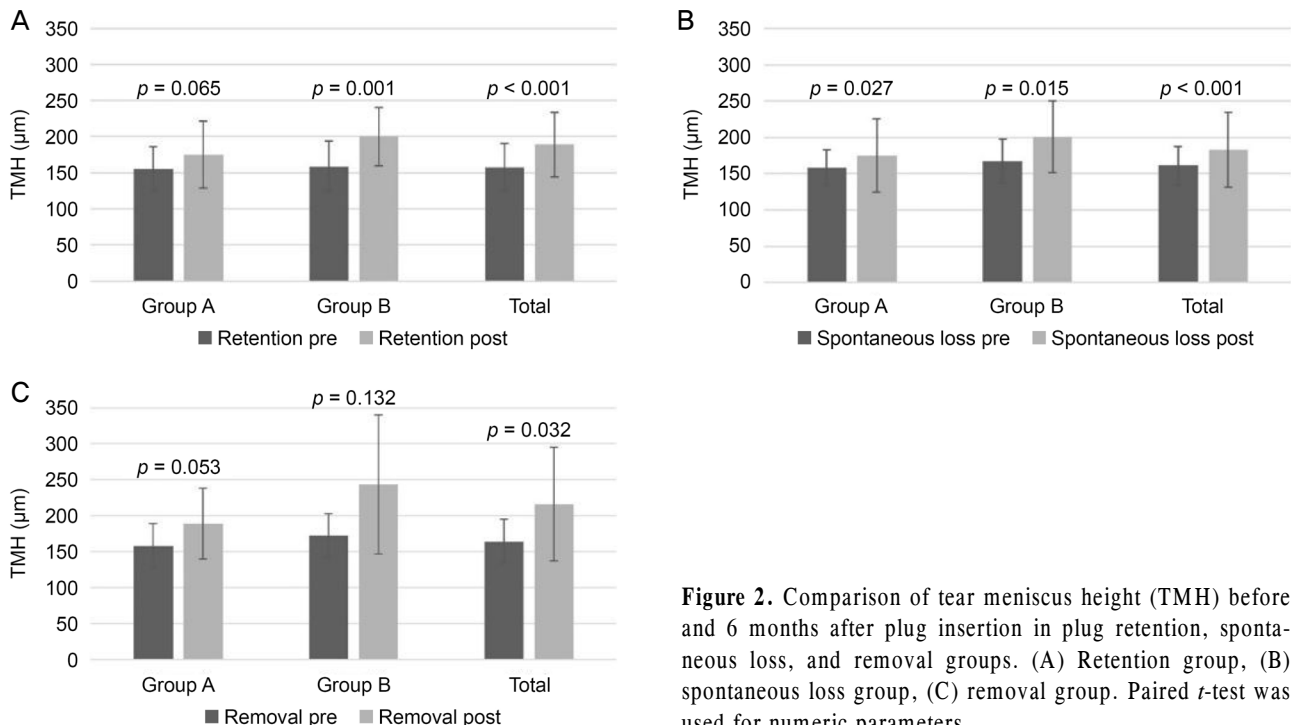 A
350
300
250
200
150
100
50
0
TMH (µm)
p = 0.065
p = 0.001
p < 0.001
Group A
Group B
Total
Retention pre
Retention post
B
350
300
250
200
150
100
50
0
TMH (µm)
p = 0.027
p = 0.015
p < 0.001
Group A
Group B
Total
Spontaneous loss pre
Spontaneous loss post
C
350
300
250
200
150
100
50
0
TMH (µm)
p = 0.053
p = 0.132
p = 0.032
Group A
Group B
Total
Removal pre
Removal post
Figure 2. Comparison of tear meniscus height (TMH) before
and 6 months after plug insertion in plug retention, sponta-
neous loss, and removal groups. (A) Retention group, (B)
spontaneous loss group, (C) removal group. Paired t-test was
used for numeric parameters.